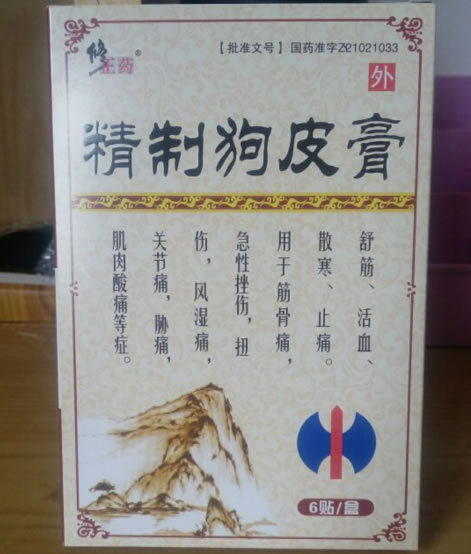 修正药®
【批准文号】国药准字Z21021033
外
精制狗皮膏
舒筋、活血、
散寒、止痛。
用于筋骨痛，
急性挫伤，扭
伤，风湿痛，
关节痛，胁痛，
肌肉酸痛等症。
6贴/盒